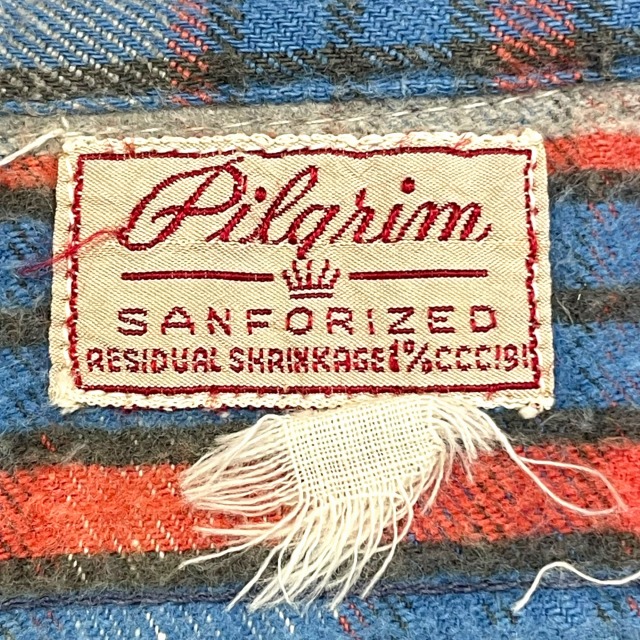 Pilgrim
SANFORIZED
RESIDUAL SHRINKAGE 1% CCC191